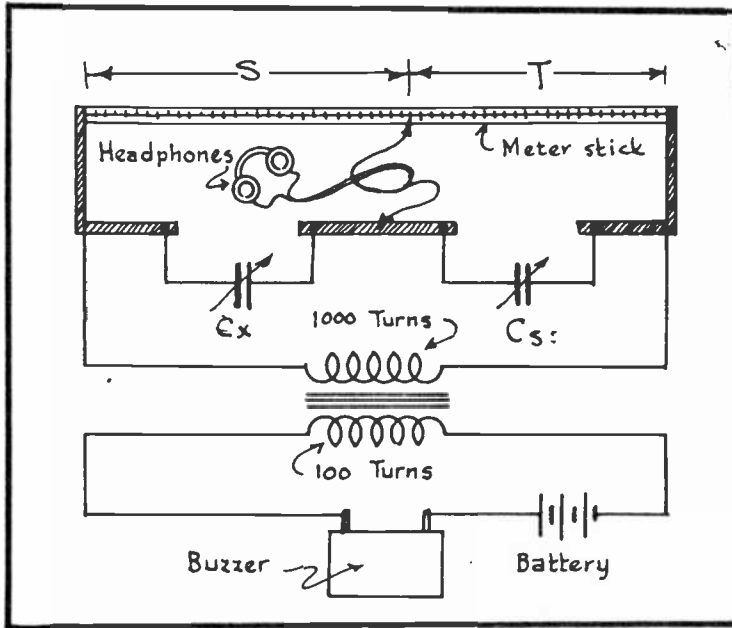 S T
Headphones
Meter stick
Cx
Cs:
1000 Turns
100 Turns
Buzzer
Battery